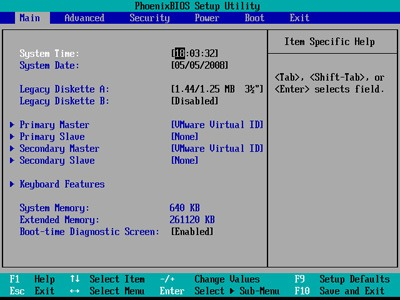 PhoenixBIOS Setup Utility
Main Advanced Security Power Boot Exit
System Time: [10:03:32]
System Date: [05/05/2008]
Legacy Diskette A: [1.44/1.25 MB 3½"]
Legacy Diskette B: [Disabled]
Primary Master [VMware Virtual ID]
Primary Slave [None]
Secondary Master [VMware Virtual ID]
Secondary Slave [None]
Keyboard Features
System Memory: 640 KB
Extended Memory: 261120 KB
Boot-time Diagnostic Screen: [Enabled]
Item Specific Help
<Tab>, <Shift-Tab>, or
<Enter> selects field.
F1 Help ↑↓ Select Item -/+ Change Values F9 Setup Defaults
Esc Exit ↔ Select Menu Enter Select ▶ Sub-Menu F10 Save and Exit